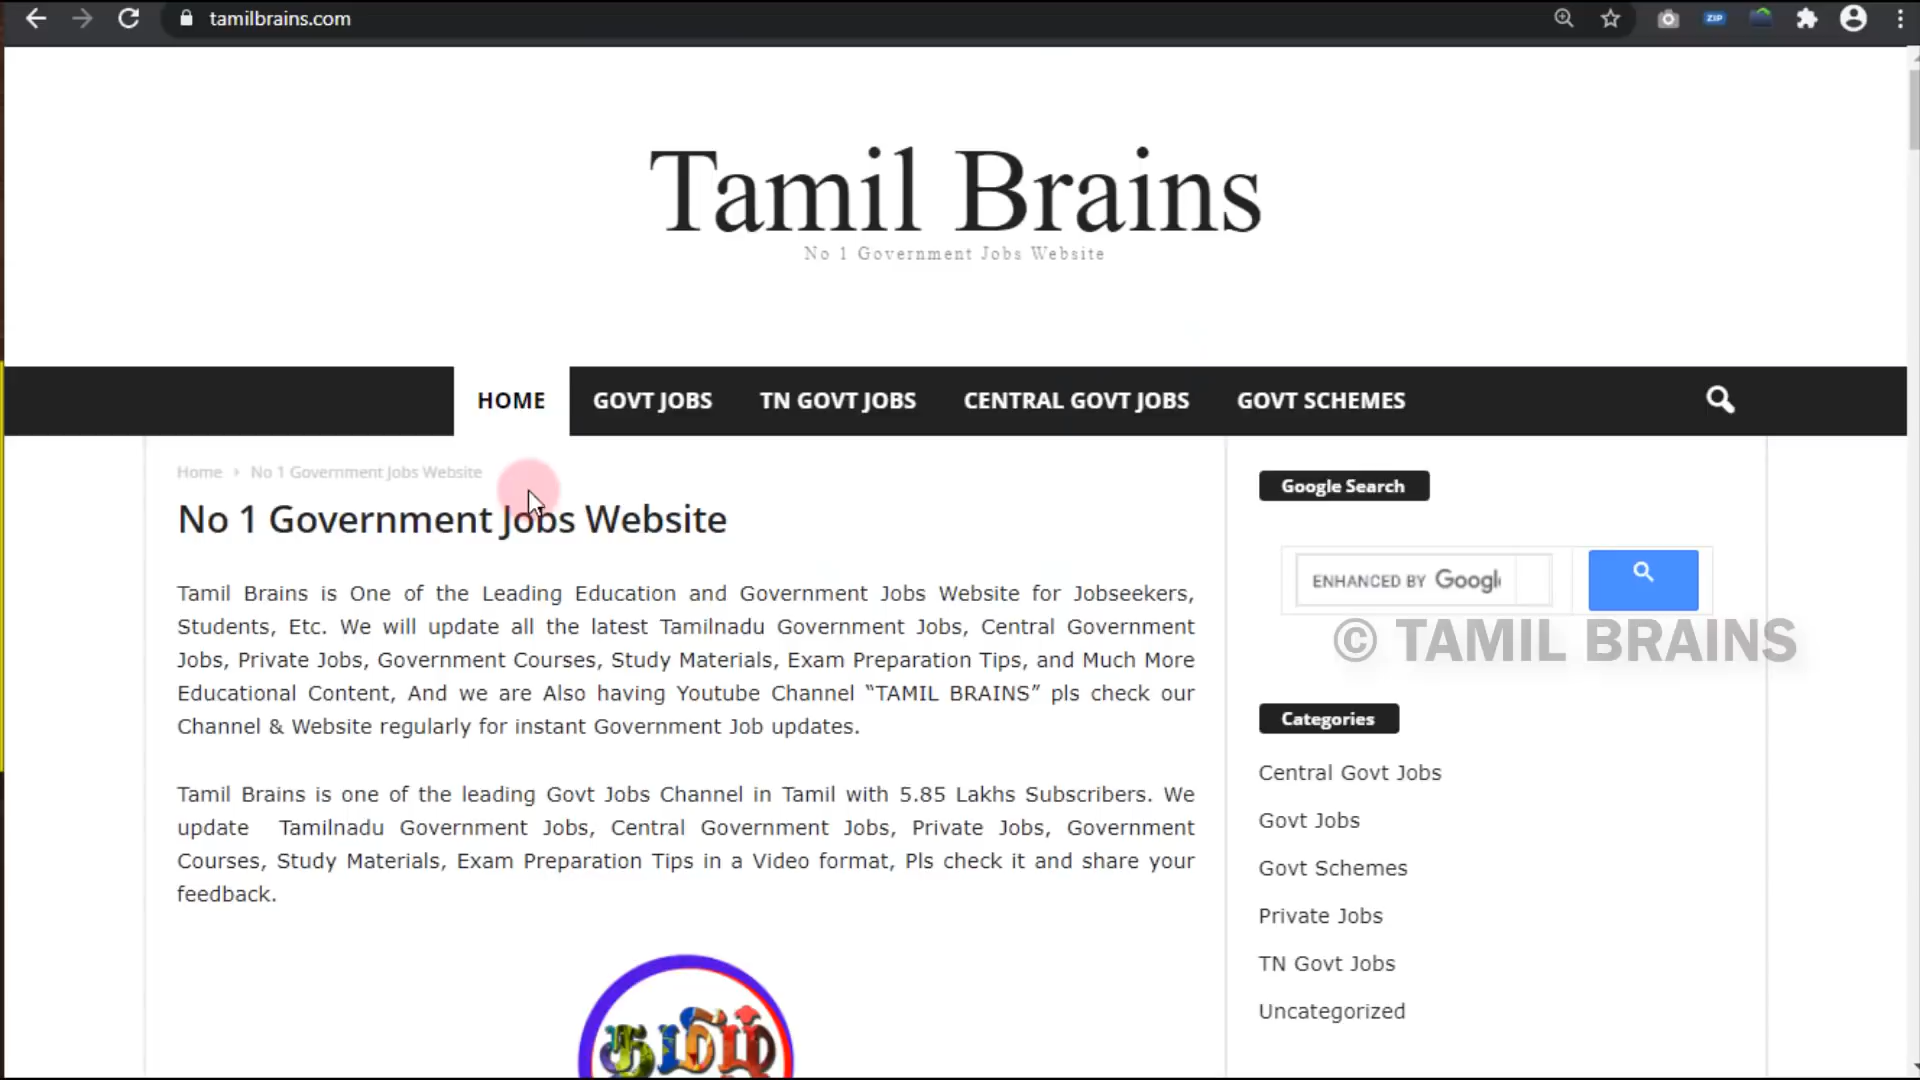 tamilbrains.com
ZIP
Tamil Brains
No 1 Government Jobs Website
HOME
GOVT JOBS
TN GOVT JOBS
CENTRAL GOVT JOBS
GOVT SCHEMES
Home › No 1 Government Jobs Website
No 1 Government Jobs Website
Tamil Brains is One of the Leading Education and Government Jobs Website for Jobseekers,
Students, Etc. We will update all the latest Tamilnadu Government Jobs, Central Government
Jobs, Private Jobs, Government Courses, Study Materials, Exam Preparation Tips, and Much More
Educational Content, And we are Also having Youtube Channel “TAMIL BRAINS” pls check our
Channel & Website regularly for instant Government Job updates.
Tamil Brains is one of the leading Govt Jobs Channel in Tamil with 5.85 Lakhs Subscribers. We
update Tamilnadu Government Jobs, Central Government Jobs, Private Jobs, Government
Courses, Study Materials, Exam Preparation Tips in a Video format, Pls check it and share your
feedback.
தமிழ்
Google Search
ENHANCED BY Google
© TAMIL BRAINS
Categories
Central Govt Jobs
Govt Jobs
Govt Schemes
Private Jobs
TN Govt Jobs
Uncategorized